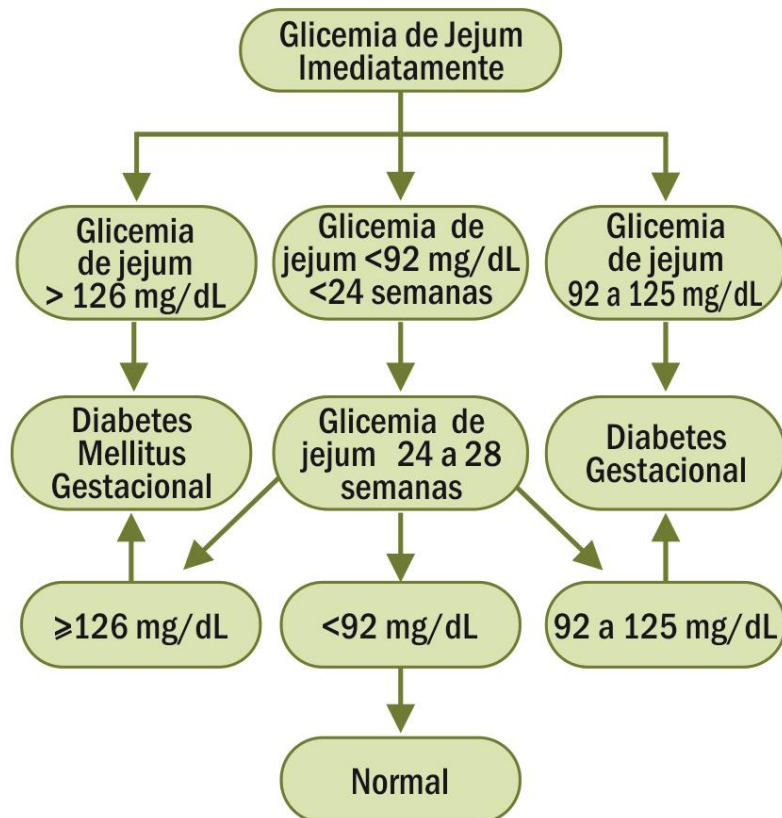 Glicemia de Jejum
Imediatamente
Glicemia
de jejum
> 126 mg/dL
Glicemia de
jejum <92 mg/dL
<24 semanas
Glicemia
de jejum
92 a 125 mg/dL
Diabetes
Mellitus
Gestacional
Glicemia de
jejum 24 a 28
semanas
Diabetes
Gestacional
⩾126 mg/dL
<92 mg/dL
92 a 125 mg/dL
Normal